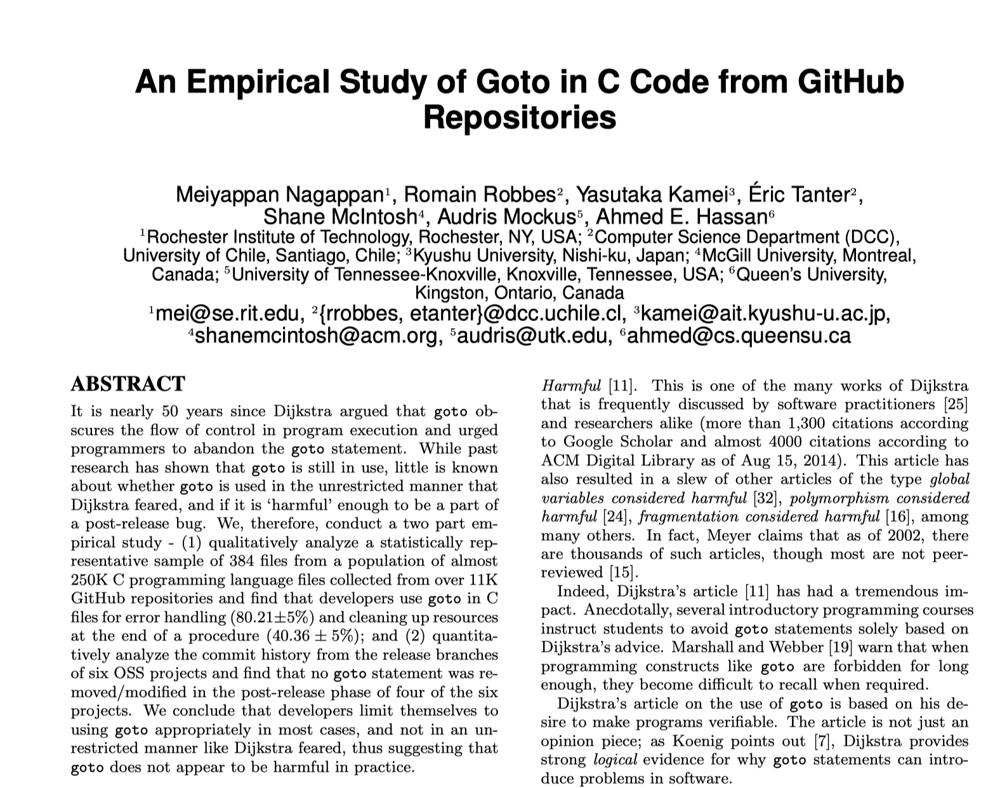 An Empirical Study of Goto in C Code from GitHub
Repositories
Meiyappan Nagappan1, Romain Robbes2, Yasutaka Kamei3, Éric Tanter2,
Shane McIntosh4, Audris Mockus5, Ahmed E. Hassan6
1Rochester Institute of Technology, Rochester, NY, USA; 2Computer Science Department (DCC),
University of Chile, Santiago, Chile; 3Kyushu University, Nishi-ku, Japan; 4McGill University, Montreal,
Canada; 5University of Tennessee-Knoxville, Knoxville, Tennessee, USA; 6Queen's University,
Kingston, Ontario, Canada
1mei@se.rit.edu, 2{rrobbes, etanter}@dcc.uchile.cl, 3kamei@ait.kyushu-u.ac.jp,
4shanemcintosh@acm.org, 5audris@utk.edu, 6ahmed@cs.queensu.ca
ABSTRACT
It is nearly 50 years since Dijkstra argued that goto ob-
scures the flow of control in program execution and urged
programmers to abandon the goto statement. While past
research has shown that goto is still in use, little is known
about whether goto is used in the unrestricted manner that
Dijkstra feared, and if it is ‘harmful’ enough to be a part of
a post-release bug. We, therefore, conduct a two part em-
pirical study - (1) qualitatively analyze a statistically rep-
resentative sample of 384 files from a population of almost
250K C programming language files collected from over 11K
GitHub repositories and find that developers use goto in C
files for error handling (80.21±5%) and cleaning up resources
at the end of a procedure (40.36 ± 5%); and (2) quantita-
tively analyze the commit history from the release branches
of six OSS projects and find that no goto statement was re-
moved/modified in the post-release phase of four of the six
projects. We conclude that developers limit themselves to
using goto appropriately in most cases, and not in an un-
restricted manner like Dijkstra feared, thus suggesting that
goto does not appear to be harmful in practice.
Harmful [11]. This is one of the many works of Dijkstra
that is frequently discussed by software practitioners [25]
and researchers alike (more than 1,300 citations according
to Google Scholar and almost 4000 citations according to
ACM Digital Library as of Aug 15, 2014). This article has
also resulted in a slew of other articles of the type global
variables considered harmful [32], polymorphism considered
harmful [24], fragmentation considered harmful [16], among
many others. In fact, Meyer claims that as of 2002, there
are thousands of such articles, though most are not peer-
reviewed [15].
Indeed, Dijkstra's article [11] has had a tremendous im-
pact. Anecdotally, several introductory programming courses
instruct students to avoid goto statements solely based on
Dijkstra's advice. Marshall and Webber [19] warn that when
programming constructs like goto are forbidden for long
enough, they become difficult to recall when required.
Dijkstra's article on the use of goto is based on his de-
sire to make programs verifiable. The article is not just an
opinion piece; as Koenig points out [7], Dijkstra provides
strong logical evidence for why goto statements can intro-
duce problems in software.